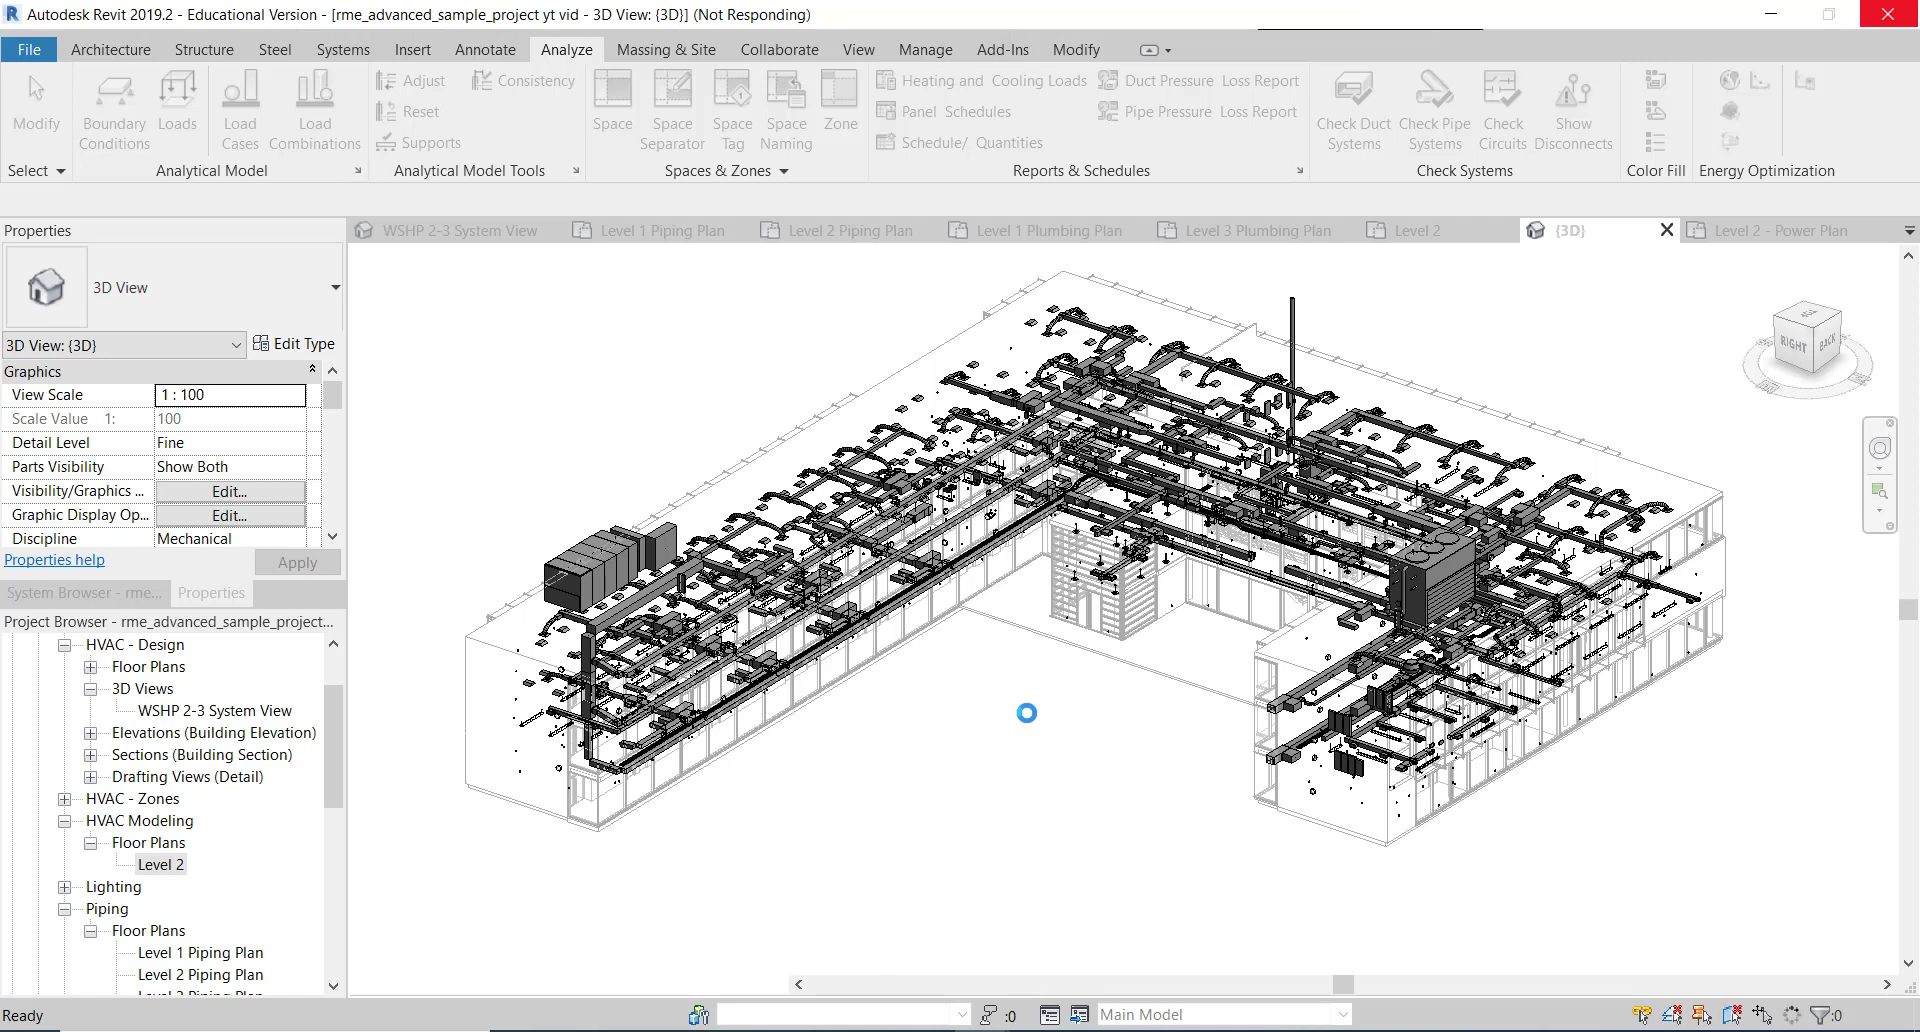 Autodesk Revit 2019.2 - Educational Version - [rme_advanced_sample_project yt vid - 3D View: {3D}] (Not Responding)
File Architecture Structure Steel Systems Insert Annotate Analyze Massing & Site Collaborate View Manage Add-Ins Modify
Modify
Boundary Conditions
Loads
Load Cases
Load Combinations
Adjust
Reset
Supports
Consistency
Space
Space Separator
Space Tag
Space Naming
Zone
Heating and Cooling Loads
Panel Schedules
Schedule/ Quantities
Duct Pressure Loss Report
Pipe Pressure Loss Report
Check Duct Systems
Check Pipe Systems
Check Circuits
Show Disconnects
Select
Analytical Model
Analytical Model Tools
Spaces & Zones
Reports & Schedules
Check Systems
Color Fill
Energy Optimization
Properties
WSHP 2-3 System View
Level 1 Piping Plan
Level 2 Piping Plan
Level 1 Plumbing Plan
Level 3 Plumbing Plan
Level 2
{3D}
Level 2 - Power Plan
3D View
3D View: {3D}
Edit Type
Graphics
View Scale 1 : 100
Scale Value 1: 100
Detail Level Fine
Parts Visibility Show Both
Visibility/Graphics ... Edit...
Graphic Display Op... Edit...
Discipline Mechanical
Properties help
Apply
System Browser - rme...
Properties
Project Browser - rme_advanced_sample_project...
HVAC - Design
Floor Plans
3D Views
WSHP 2-3 System View
Elevations (Building Elevation)
Sections (Building Section)
Drafting Views (Detail)
HVAC - Zones
HVAC Modeling
Floor Plans
Level 2
Lighting
Piping
Floor Plans
Level 1 Piping Plan
Level 2 Piping Plan
RIGHT
BACK
Ready
:0
Main Model
:0